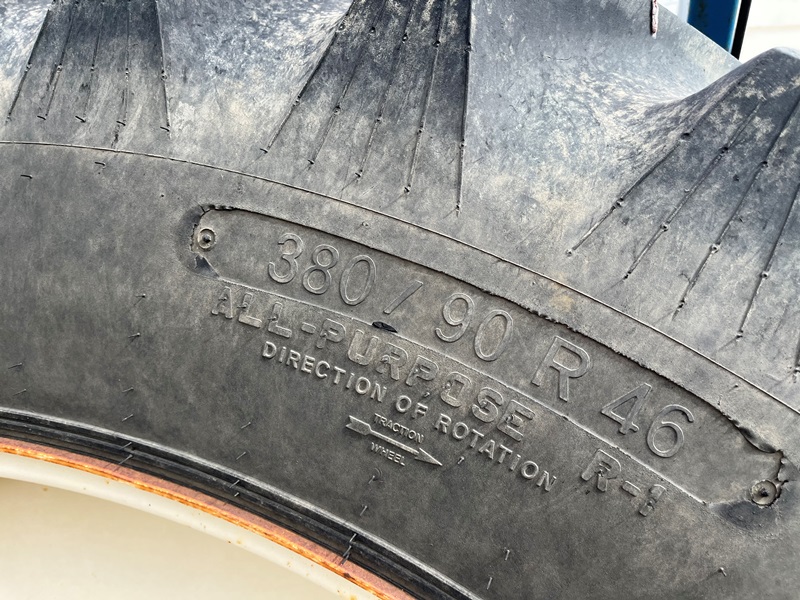 380/90 R 46
ALL-PURPOSE R-1
DIRECTION OF ROTATION
TRACTION
WHEEL